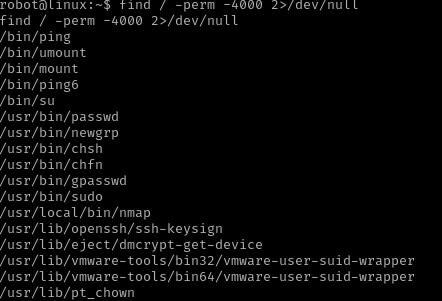 robot@linux:~$ find / -perm -4000 2>/dev/null
find / -perm -4000 2>/dev/null
/bin/ping
/bin/umount
/bin/mount
/bin/ping6
/bin/su
/usr/bin/passwd
/usr/bin/newgrp
/usr/bin/chsh
/usr/bin/chfn
/usr/bin/gpasswd
/usr/bin/sudo
/usr/local/bin/nmap
/usr/lib/openssh/ssh-keysign
/usr/lib/eject/dmcrypt-get-device
/usr/lib/vmware-tools/bin32/vmware-user-suid-wrapper
/usr/lib/vmware-tools/bin64/vmware-user-suid-wrapper
/usr/lib/pt_chown